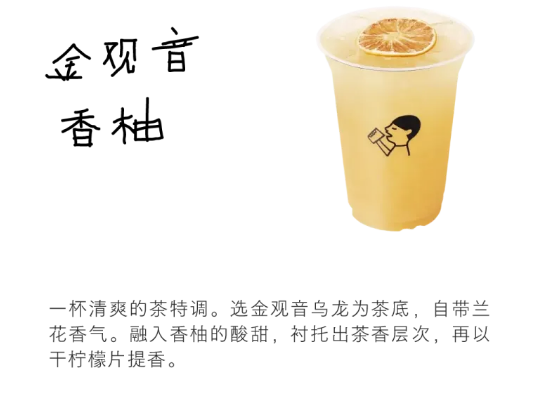 金观音
香柚
一杯清爽的茶特调。选金观音乌龙为茶底，自带兰
花香气。融入香柚的酸甜，衬托出茶香层次，再以
干柠檬片提香。